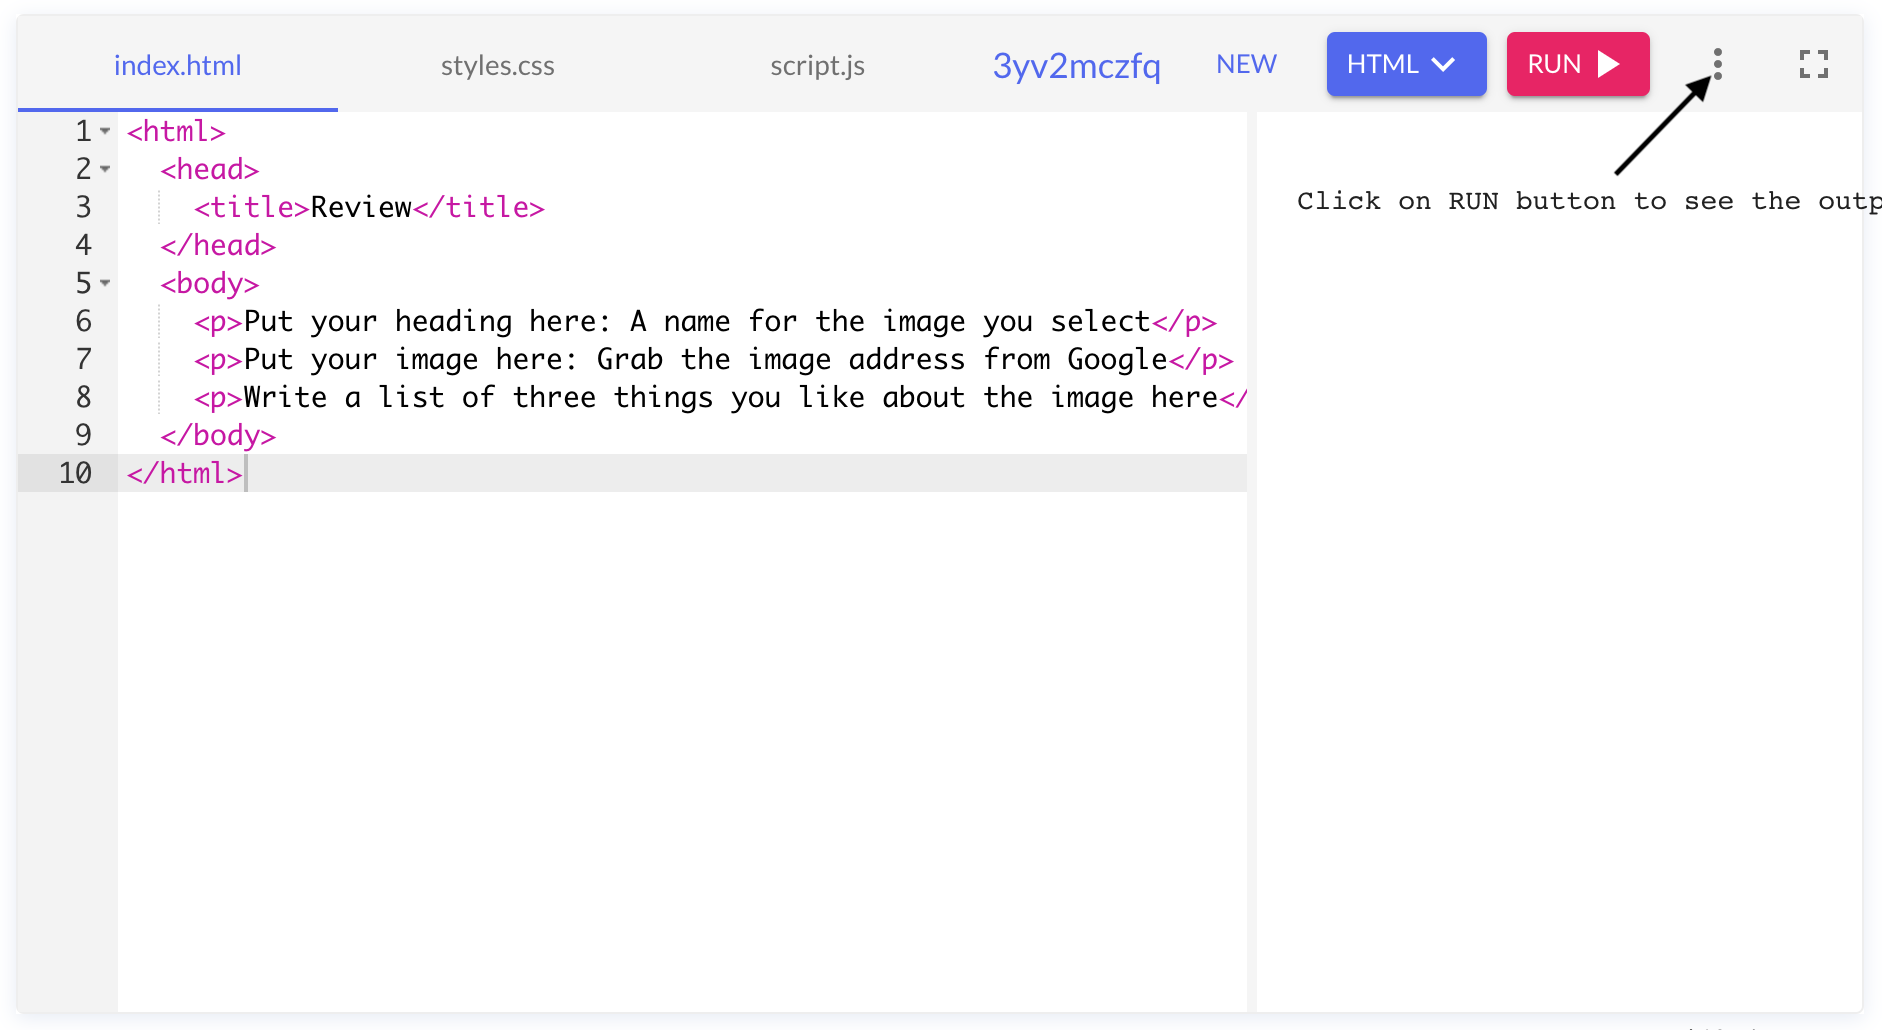 index.html styles.css script.js 3yv2mczfq NEW HTML RUN
1 <html>
2 <head>
3 <title>Review</title>
4 </head>
5 <body>
6 <p>Put your heading here: A name for the image you select</p>
7 <p>Put your image here: Grab the image address from Google</p>
8 <p>Write a list of three things you like about the image here</
9 </body>
10 </html>
Click on RUN button to see the outp